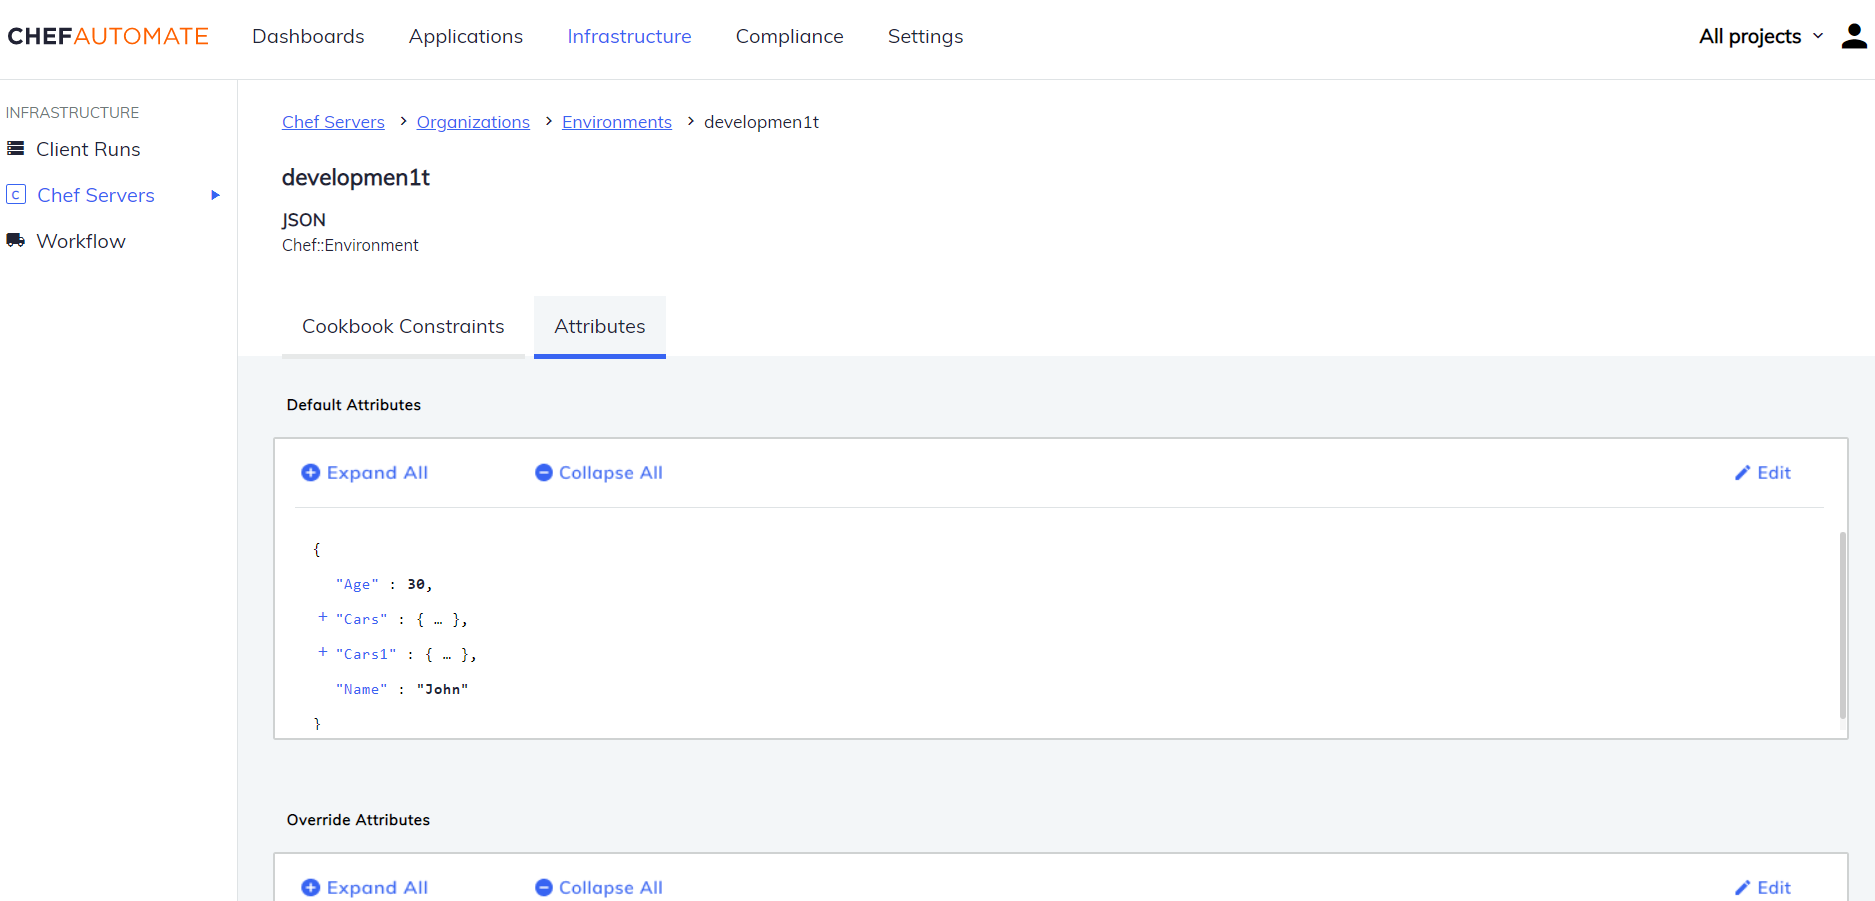 CHEFAUTOMATE Dashboards Applications Infrastructure Compliance Settings All projects
INFRASTRUCTURE
Client Runs
C Chef Servers
Workflow
Chef Servers > Organizations > Environments > developmen1t
developmen1t
JSON
Chef::Environment
Cookbook Constraints Attributes
Default Attributes
Expand All Collapse All Edit
{
"Age" : 30,
+ "Cars" : { … },
+ "Cars1" : { … },
"Name" : "John"
}
Override Attributes
Expand All Collapse All Edit